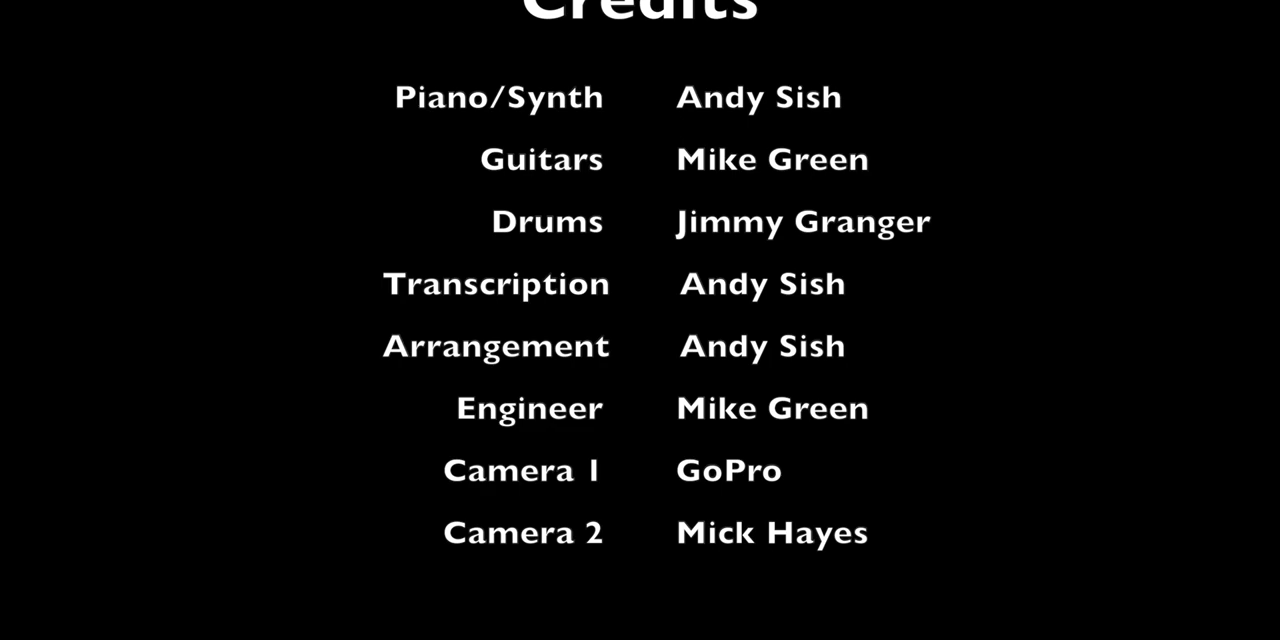 Credits
Piano/Synth Andy Sish
Guitars Mike Green
Drums Jimmy Granger
Transcription Andy Sish
Arrangement Andy Sish
Engineer Mike Green
Camera 1 GoPro
Camera 2 Mick Hayes